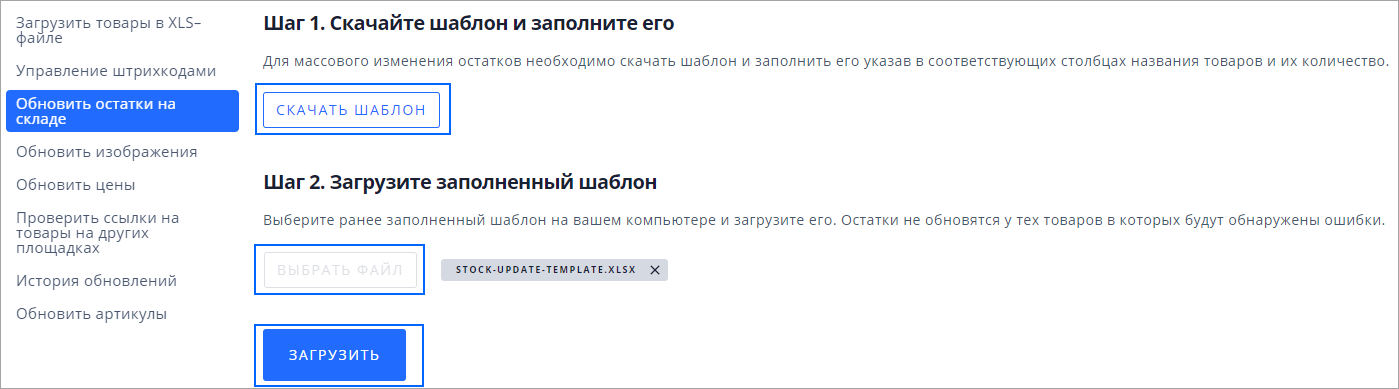 Загрузить товары в XLS–
файле
Управление штрихкодами
Обновить остатки на
складе
Обновить изображения
Обновить цены
Проверить ссылки на
товары на других
площадках
История обновлений
Обновить артикулы
Шаг 1. Скачайте шаблон и заполните его
Для массового изменения остатков необходимо скачать шаблон и заполнить его указав в соответствующих столбцах названия товаров и их количество.
СКАЧАТЬ ШАБЛОН
Шаг 2. Загрузите заполненный шаблон
Выберите ранее заполненный шаблон на вашем компьютере и загрузите его. Остатки не обновятся у тех товаров в которых будут обнаружены ошибки.
ВЫБРАТЬ ФАЙЛ
STOCK-UPDATE-TEMPLATE.XLSX
ЗАГРУЗИТЬ